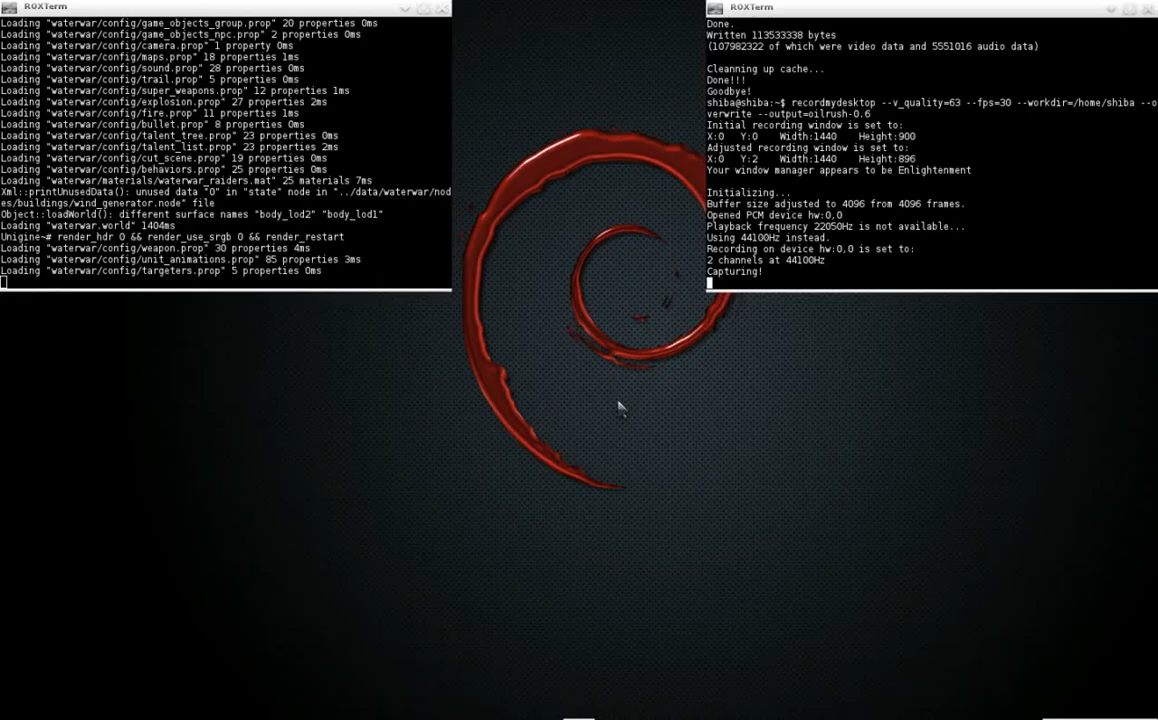 ROXTerm
Loading "waterwar/config/game_objects_group.prop" 20 properties 0ms
Loading "waterwar/config/game_objects_npc.prop" 2 properties 0ms
Loading "waterwar/config/camera.prop" 1 property 0ms
Loading "waterwar/config/maps.prop" 18 properties 1ms
Loading "waterwar/config/sound.prop" 28 properties 0ms
Loading "waterwar/config/trail.prop" 5 properties 0ms
Loading "waterwar/config/super_weapons.prop" 12 properties 1ms
Loading "waterwar/config/explosion.prop" 27 properties 2ms
Loading "waterwar/config/fire.prop" 11 properties 1ms
Loading "waterwar/config/bullet.prop" 8 properties 0ms
Loading "waterwar/config/talent_tree.prop" 23 properties 0ms
Loading "waterwar/config/talent_list.prop" 23 properties 2ms
Loading "waterwar/config/cut_scene.prop" 19 properties 0ms
Loading "waterwar/config/behaviors.prop" 25 properties 0ms
Loading "waterwar/materials/waterwar_raiders.mat" 25 materials 7ms
Xml::printUnusedData(): unused data "0" in "state" node in "../data/waterwar/nod
es/buildings/wind_generator.node" file
Object::loadWorld(): different surface names "body_lod2" "body_lod1"
Loading "waterwar.world" 1404ms
Unigine~# render_hdr 0 && render_use_srgb 0 && render_restart
Loading "waterwar/config/weapon.prop" 30 properties 4ms
Loading "waterwar/config/unit_animations.prop" 85 properties 3ms
Loading "waterwar/config/targeters.prop" 5 properties 0ms
ROXTerm
Done.
Written 113533338 bytes
(107982322 of which were video data and 5551016 audio data)
Cleanning up cache...
Done!!!
Goodbye!
shiba@shiba:~$ recordmydesktop --v_quality=63 --fps=30 --workdir=/home/shiba --o
verwrite --output=oilrush-0.6
Initial recording window is set to:
X:0 Y:0 Width:1440 Height:900
Adjusted recording window is set to:
X:0 Y:2 Width:1440 Height:896
Your window manager appears to be Enlightenment
Initializing...
Buffer size adjusted to 4096 from 4096 frames.
Opened PCM device hw:0,0
Playback frequency 22050Hz is not available...
Using 44100Hz instead.
Recording on device hw:0,0 is set to:
2 channels at 44100Hz
Capturing!